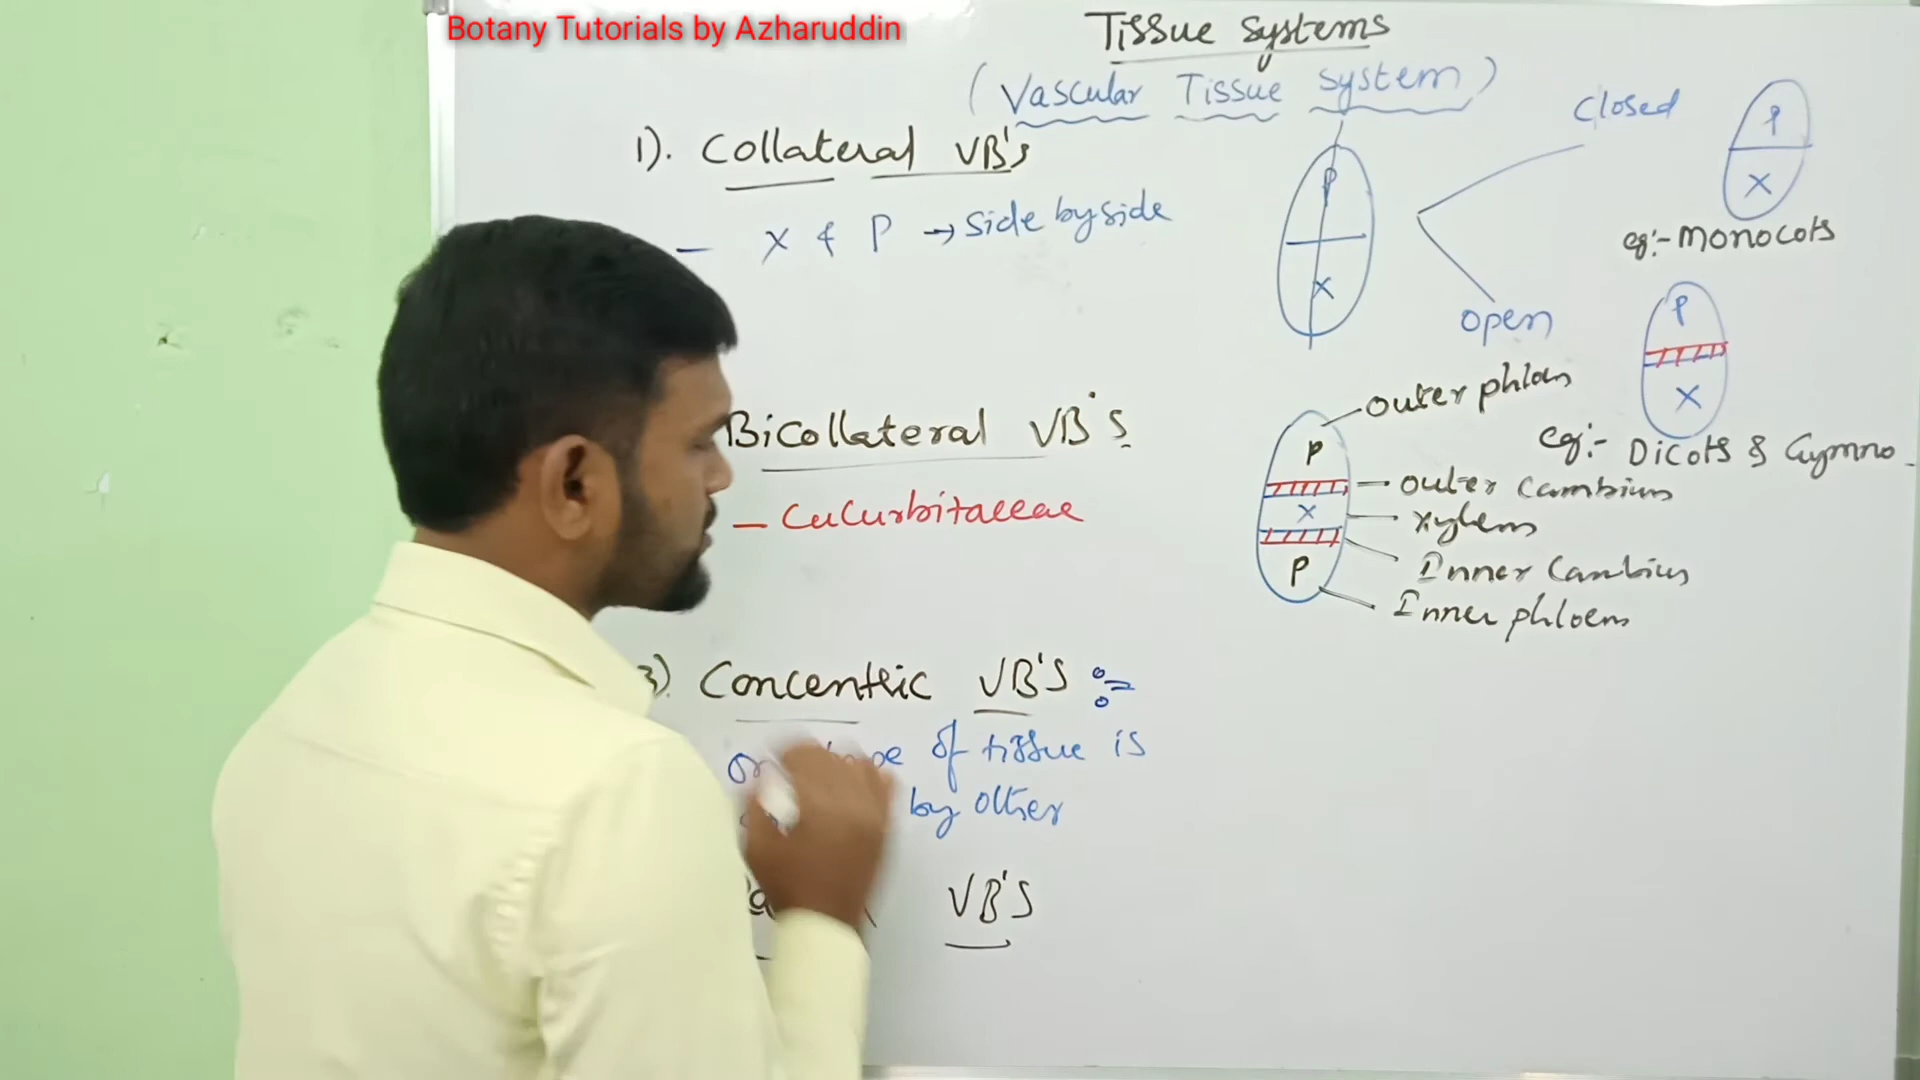 Botany Tutorials by Azharuddin
Tissue Systems
(Vascular Tissue System)
1). Collateral VB's
- X & P → Side by side
P
X
Closed
P
X
eg:- Monocots
open
P
X
eg:- Dicots & Gymno
Bicollateral VB's
- Cucurbitaceae
P
X
P
outer phloem
outer Cambium
xylem
Inner Cambium
Inner phloem
3). Concentric VB's :=
of tissue is
by other
VB's